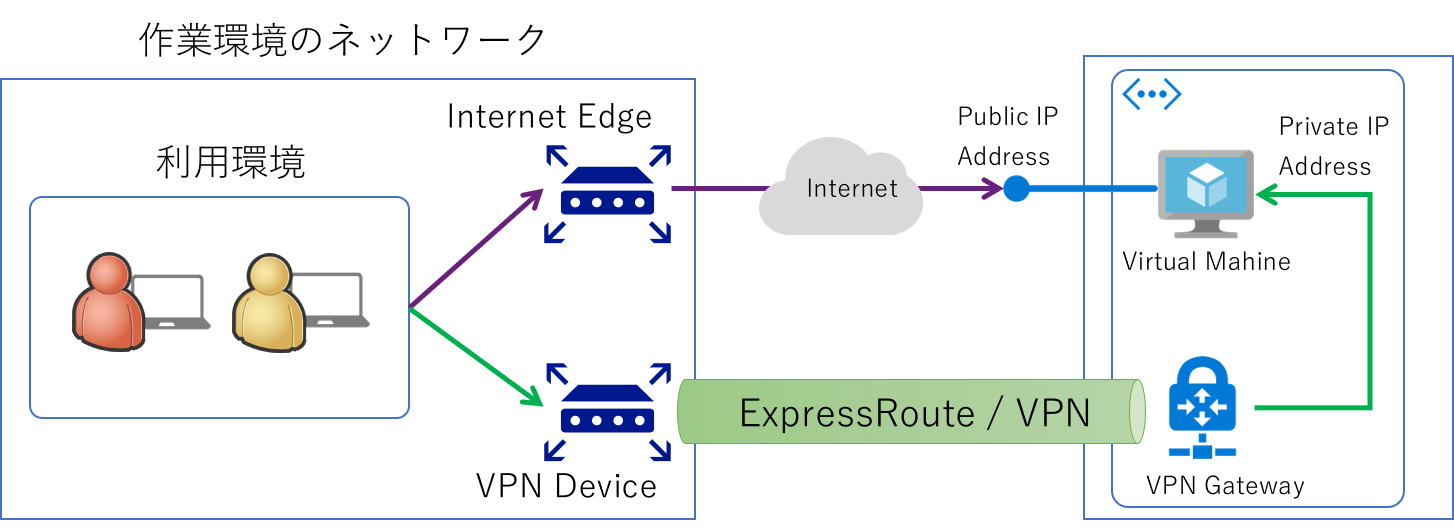 作業環境のネットワーク
利用環境
Internet Edge
VPN Device
Internet
ExpressRoute / VPN
Public IP
Address
Private IP
Address
Virtual Mahine
VPN Gateway